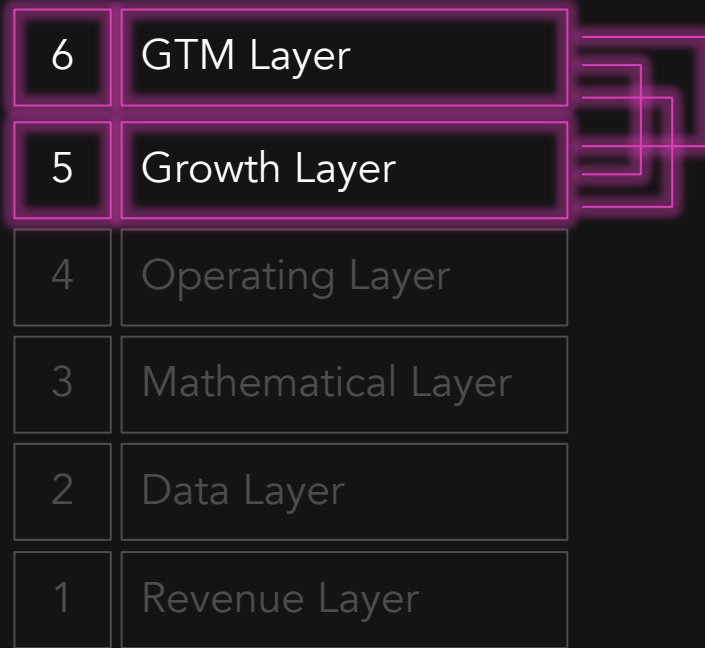 6 GTM Layer
5 Growth Layer
4 Operating Layer
3 Mathematical Layer
2 Data Layer
1 Revenue Layer